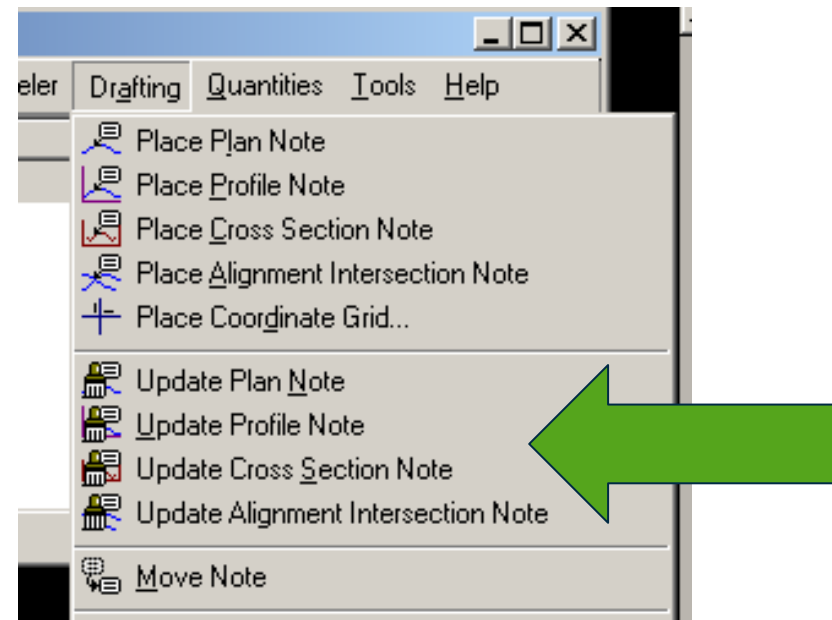 eler Drafting Quantities Tools Help
Place Plan Note
Place Profile Note
Place Cross Section Note
Place Alignment Intersection Note
Place Coordinate Grid...
Update Plan Note
Update Profile Note
Update Cross Section Note
Update Alignment Intersection Note
Move Note